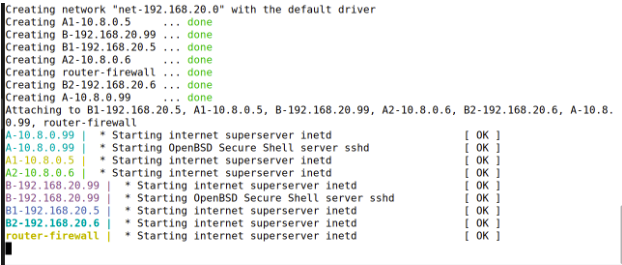 Creating network "net-192.168.20.0" with the default driver
Creating A1-10.8.0.5 ... done
Creating B-192.168.20.99 ... done
Creating B1-192.168.20.5 ... done
Creating A2-10.8.0.6 ... done
Creating router-firewall ... done
Creating B2-192.168.20.6 ... done
Creating A-10.8.0.99 ... done
Attaching to B1-192.168.20.5, A1-10.8.0.5, B-192.168.20.99, A2-10.8.0.6, B2-192.168.20.6, A-10.8.
0.99, router-firewall
A-10.8.0.99 | * Starting internet superserver inetd [ OK ]
A-10.8.0.99 | * Starting OpenBSD Secure Shell server sshd [ OK ]
A1-10.8.0.5 | * Starting internet superserver inetd [ OK ]
A2-10.8.0.6 | * Starting internet superserver inetd [ OK ]
B-192.168.20.99 | * Starting internet superserver inetd [ OK ]
B-192.168.20.99 | * Starting OpenBSD Secure Shell server sshd [ OK ]
B1-192.168.20.5 | * Starting internet superserver inetd [ OK ]
B2-192.168.20.6 | * Starting internet superserver inetd [ OK ]
router-firewall | * Starting internet superserver inetd [ OK ]